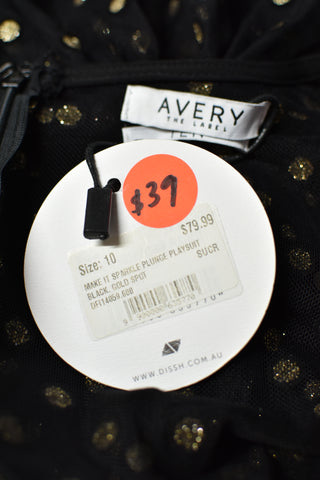 AVERY
THE LABEL
$39
$79.99
Size: 10
MAKE IT SPARKLE PLUNGE PLAYSUIT
BLACK. GOLD SPOT
SUCR
WWW.DISSH.COM.AU